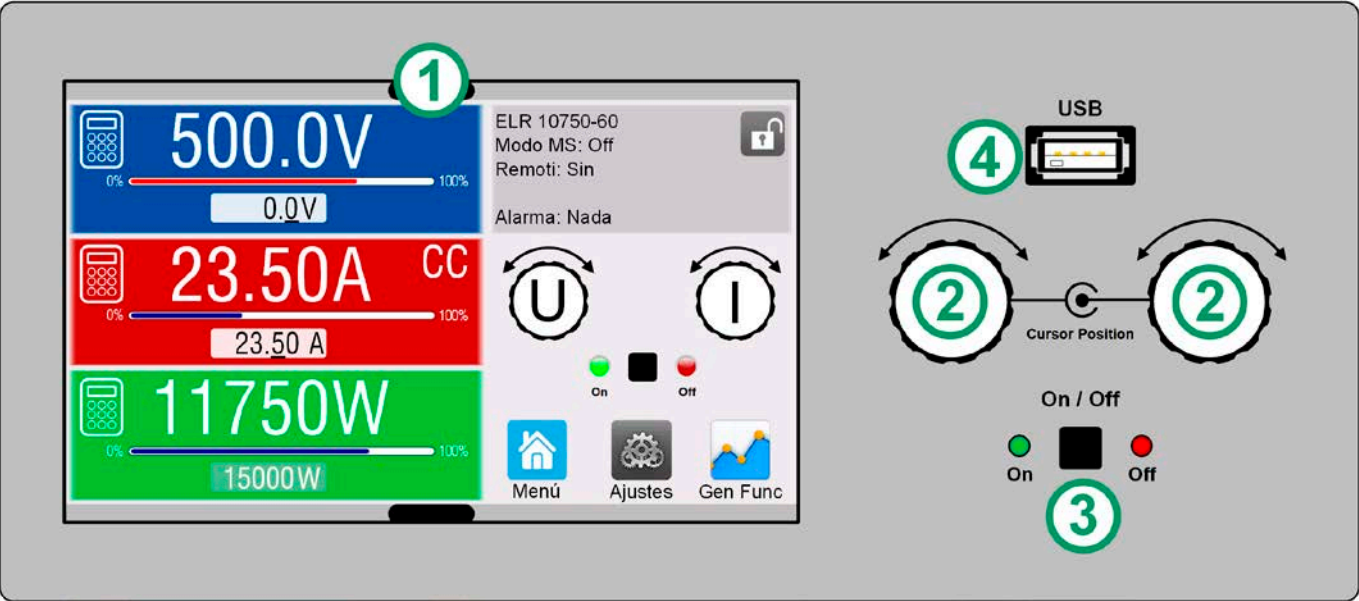 1
500.0V
0% 100%
0.0V
23.50A CC
0% 100%
23.50 A
11750W
0% 100%
15000W
ELR 10750-60
Modo MS: Off
Remoti: Sin
Alarma: Nada
U I
On Off
Menú Ajustes Gen Func
USB
4
2 2
Cursor Position
On / Off
On Off
3